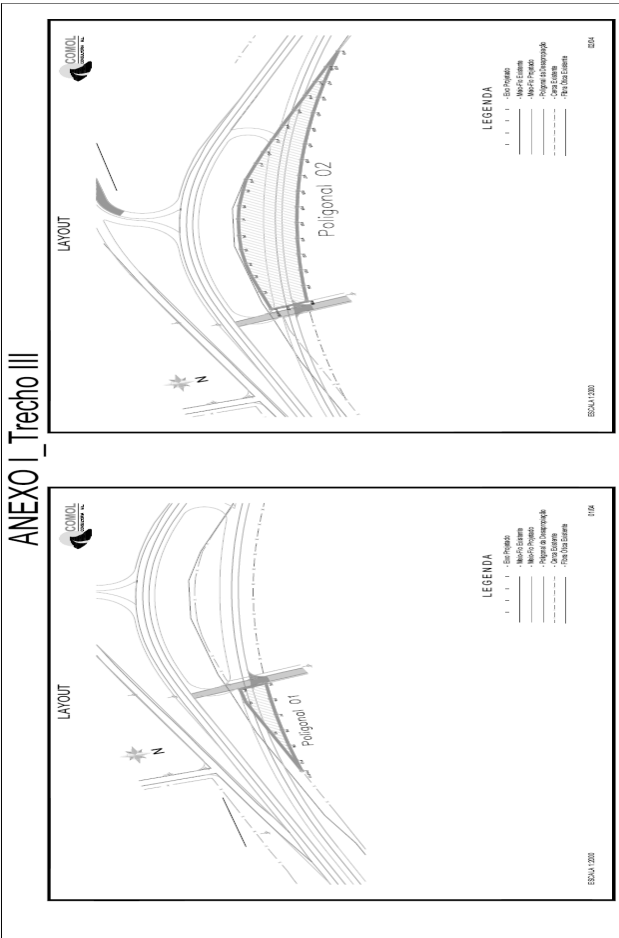 ANEXO I_Trecho III
LAYOUT
COMOL
CONSULTORIA
N
Poligonal 01
LEGENDA
- Eixo Projetado
- Meio-Fio Existente
- Meio-Fio Projetado
- Poligonal da Desapropriação
- Cerca Existente
- Fibra Ótica Existente
ESCALA 1:2000
01/04
LAYOUT
COMOL
CONSULTORIA
N
Poligonal 02
LEGENDA
- Eixo Projetado
- Meio-Fio Existente
- Meio-Fio Projetado
- Poligonal da Desapropriação
- Cerca Existente
- Fibra Ótica Existente
ESCALA 1:2000
02/04